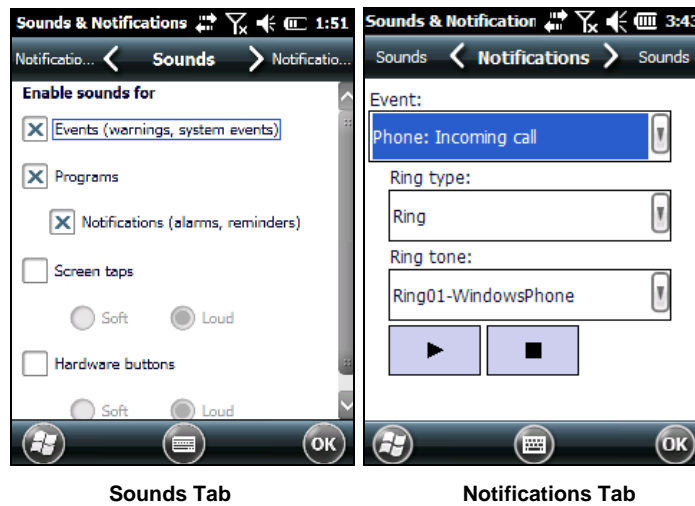 Sounds & Notifications 1:51
Notificatio... Sounds Notificatio...
Enable sounds for
Events (warnings, system events)
Programs
Notifications (alarms, reminders)
Screen taps
Soft Loud
Hardware buttons
Soft Loud
OK
Sounds Tab
Sounds & Notification 3:43
Sounds Notifications Sounds
Event:
Phone: Incoming call
Ring type:
Ring
Ring tone:
Ring01-WindowsPhone
OK
Notifications Tab